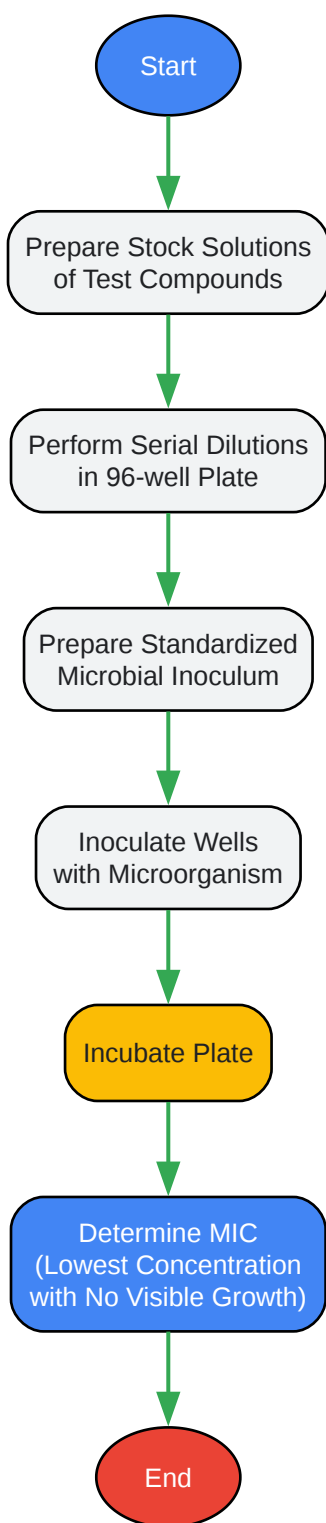 Start
Prepare Stock Solutions
of Test Compounds
Perform Serial Dilutions
in 96-well Plate
Prepare Standardized
Microbial Inoculum
Inoculate Wells
with Microorganism
Incubate Plate
Determine MIC
(Lowest Concentration
with No Visible Growth)
End